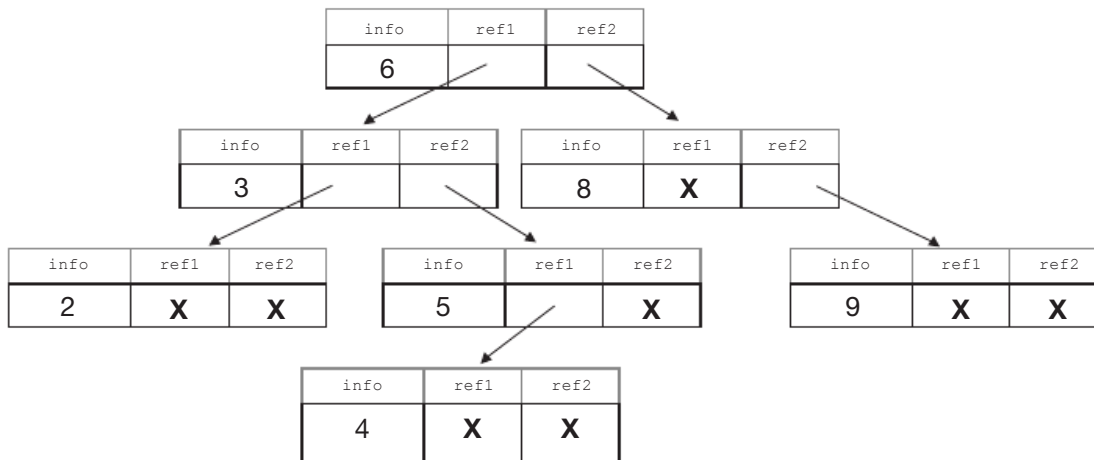 info ref1 ref2
6
info ref1 ref2 info ref1 ref2
3 8 X
info ref1 ref2 info ref1 ref2 info ref1 ref2
2 X X 5 X 9 X X
info ref1 ref2
4 X X